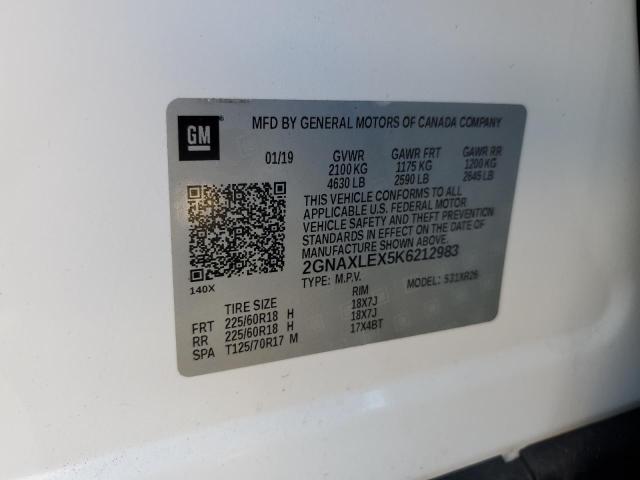 GM
MFD BY GENERAL MOTORS OF CANADA COMPANY
01/19 GVWR GAWR FRT GAWR RR
2100 KG 1175 KG 1200 KG
4630 LB 2590 LB 2645 LB
THIS VEHICLE CONFORMS TO ALL
APPLICABLE U.S. FEDERAL MOTOR
VEHICLE SAFETY AND THEFT PREVENTION
STANDARDS IN EFFECT ON THE DATE OF
MANUFACTURE SHOWN ABOVE.
2GNAXLEX5K6212983
TYPE: M.P.V. MODEL: S31XR26
140X
TIRE SIZE RIM
FRT 225/60R18 H 18X7J
RR 225/60R18 H 18X7J
SPA T125/70R17 M 17X4BT